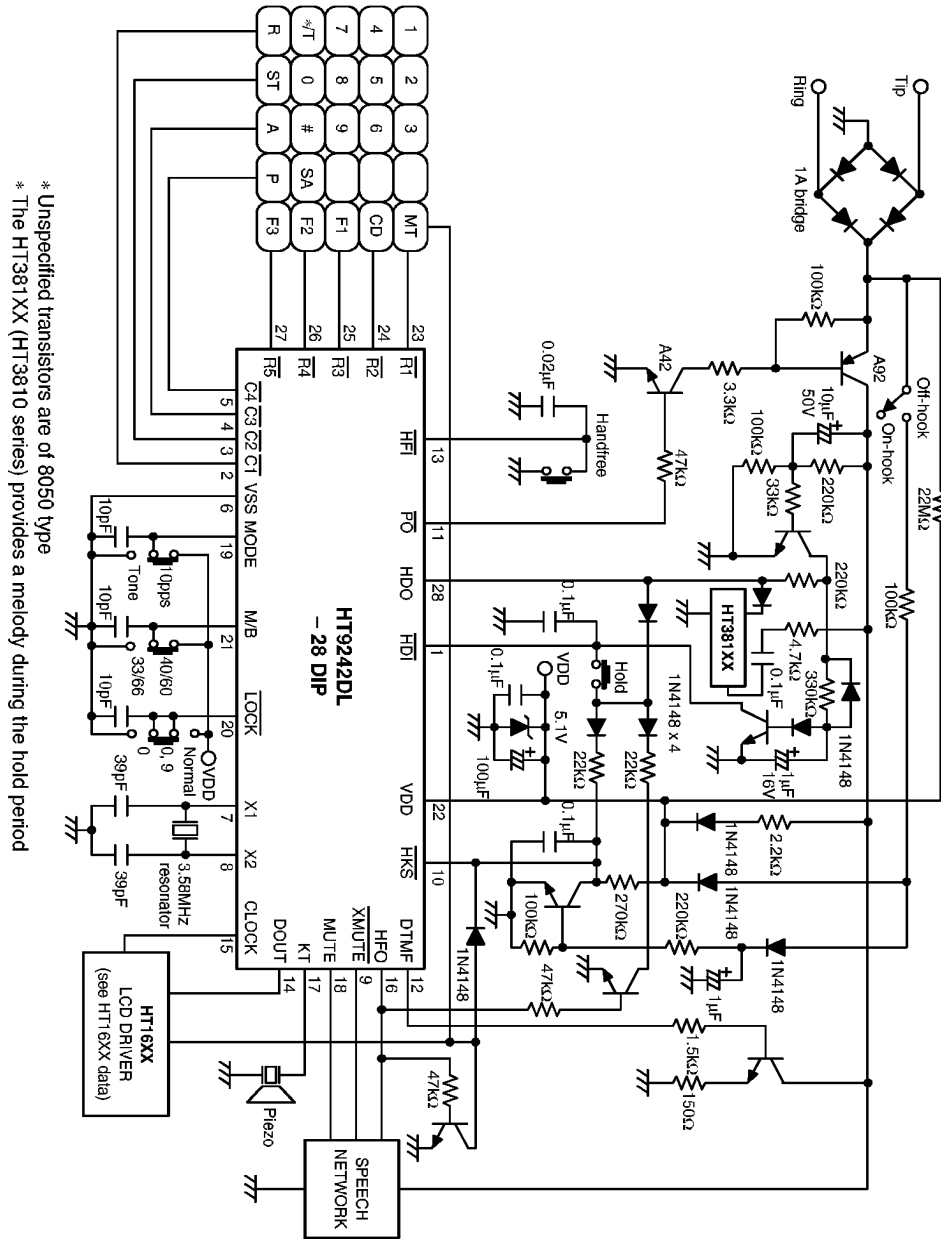 Tip
Ring
1A bridge
100kΩ
A92
Off-hook
On-hook
22MΩ
100kΩ
A42
3.3kΩ
10µF
50V
100kΩ
220kΩ
33kΩ
47kΩ
220kΩ
HT381XX
4.7kΩ
0.1µF
330kΩ
1N4148
1µF
16V
0.02µF
Handfree
0.1µF
Hold
VDD
0.1µF
5.1V
100µF
1N4148 x 4
22kΩ
22kΩ
2.2kΩ
1N4148
1N4148
0.1µF
270kΩ
220kΩ
1N4148
1µF
100kΩ
47kΩ
1N4148
47kΩ
1.5kΩ
150Ω
47kΩ
1 2 3 MT
4 5 6 CD
7 8 9 F1
*/T 0 # SA F2
R ST A P F3
23 R1
24 R2
25 R3
26 R4
27 R5
13 HFI
11 PO
28 HDO
1 HDI
22 VDD
10 HKS
12 DTMF
16 HFO
9 XMUTE
18 MUTE
17 KT
14 DOUT
15 CLOCK
8 X2
7 X1
20 LOCK
21 M/B
19 MODE
6 VSS
2 C1
3 C2
4 C3
5 C4
HT9242DL
– 28 DIP
10pF
10pps
Tone
10pF
40/60
33/66
10pF
Normal
0, 9
0
VDD
39pF
39pF
3.58MHz
resonator
HT16XX
LCD DRIVER
(see HT16XX data)
Piezo
SPEECH
NETWORK
* Unspecified transistors are of 8050 type
* The HT381XX (HT3810 series) provides a melody during the hold period